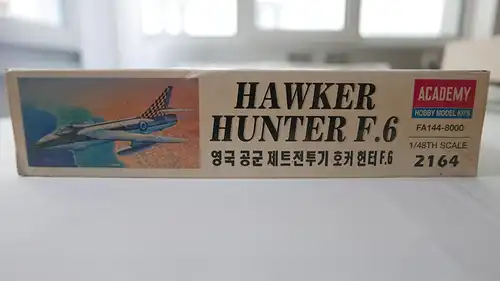 HAWKER
HUNTER F.6
영국 공군 제트전투기 호커 헌터 F.6
ACADEMY
HOBBY MODEL KITS
FA144-8000
1/48TH SCALE
2164